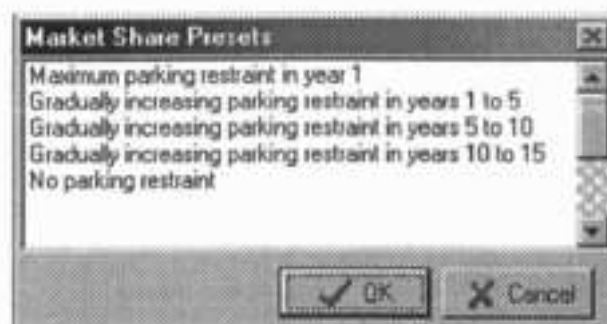 Market Share Presets
Maximum parking restraint in year 1
Gradually increasing parking restraint in years 1 to 5
Gradually increasing parking restraint in years 5 to 10
Gradually increasing parking restraint in years 10 to 15
No parking restraint
OK
Cancel